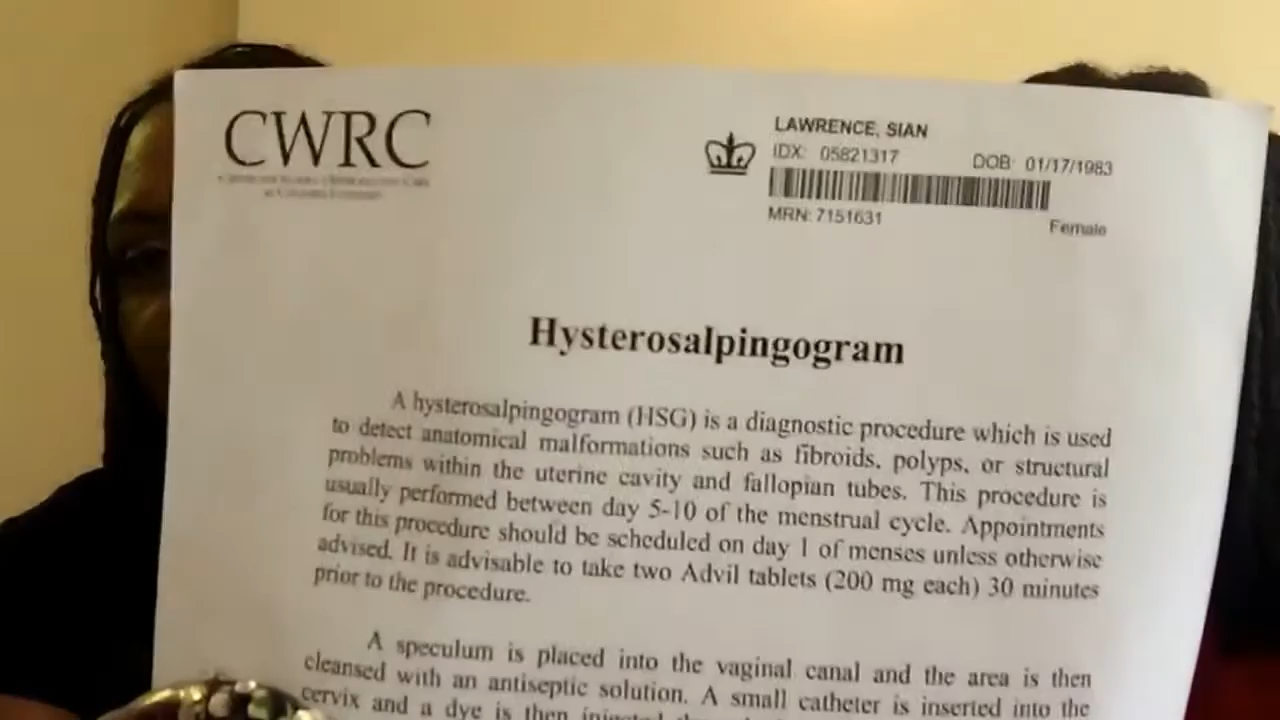 CWRC
LAWRENCE, SIAN
IDX: 05821317 DOB: 01/17/1983
MRN: 7151631
Female
Hysterosalpingogram
A hysterosalpingogram (HSG) is a diagnostic procedure which is used
to detect anatomical malformations such as fibroids, polyps, or structural
problems within the uterine cavity and fallopian tubes. This procedure is
usually performed between day 5-10 of the menstrual cycle. Appointments
for this procedure should be scheduled on day 1 of menses unless otherwise
advised. It is advisable to take two Advil tablets (200 mg each) 30 minutes
prior to the procedure.
A speculum is placed into the vaginal canal and the area is then
cleansed with an antiseptic solution. A small catheter is inserted into the
cervix and a dye is then injected